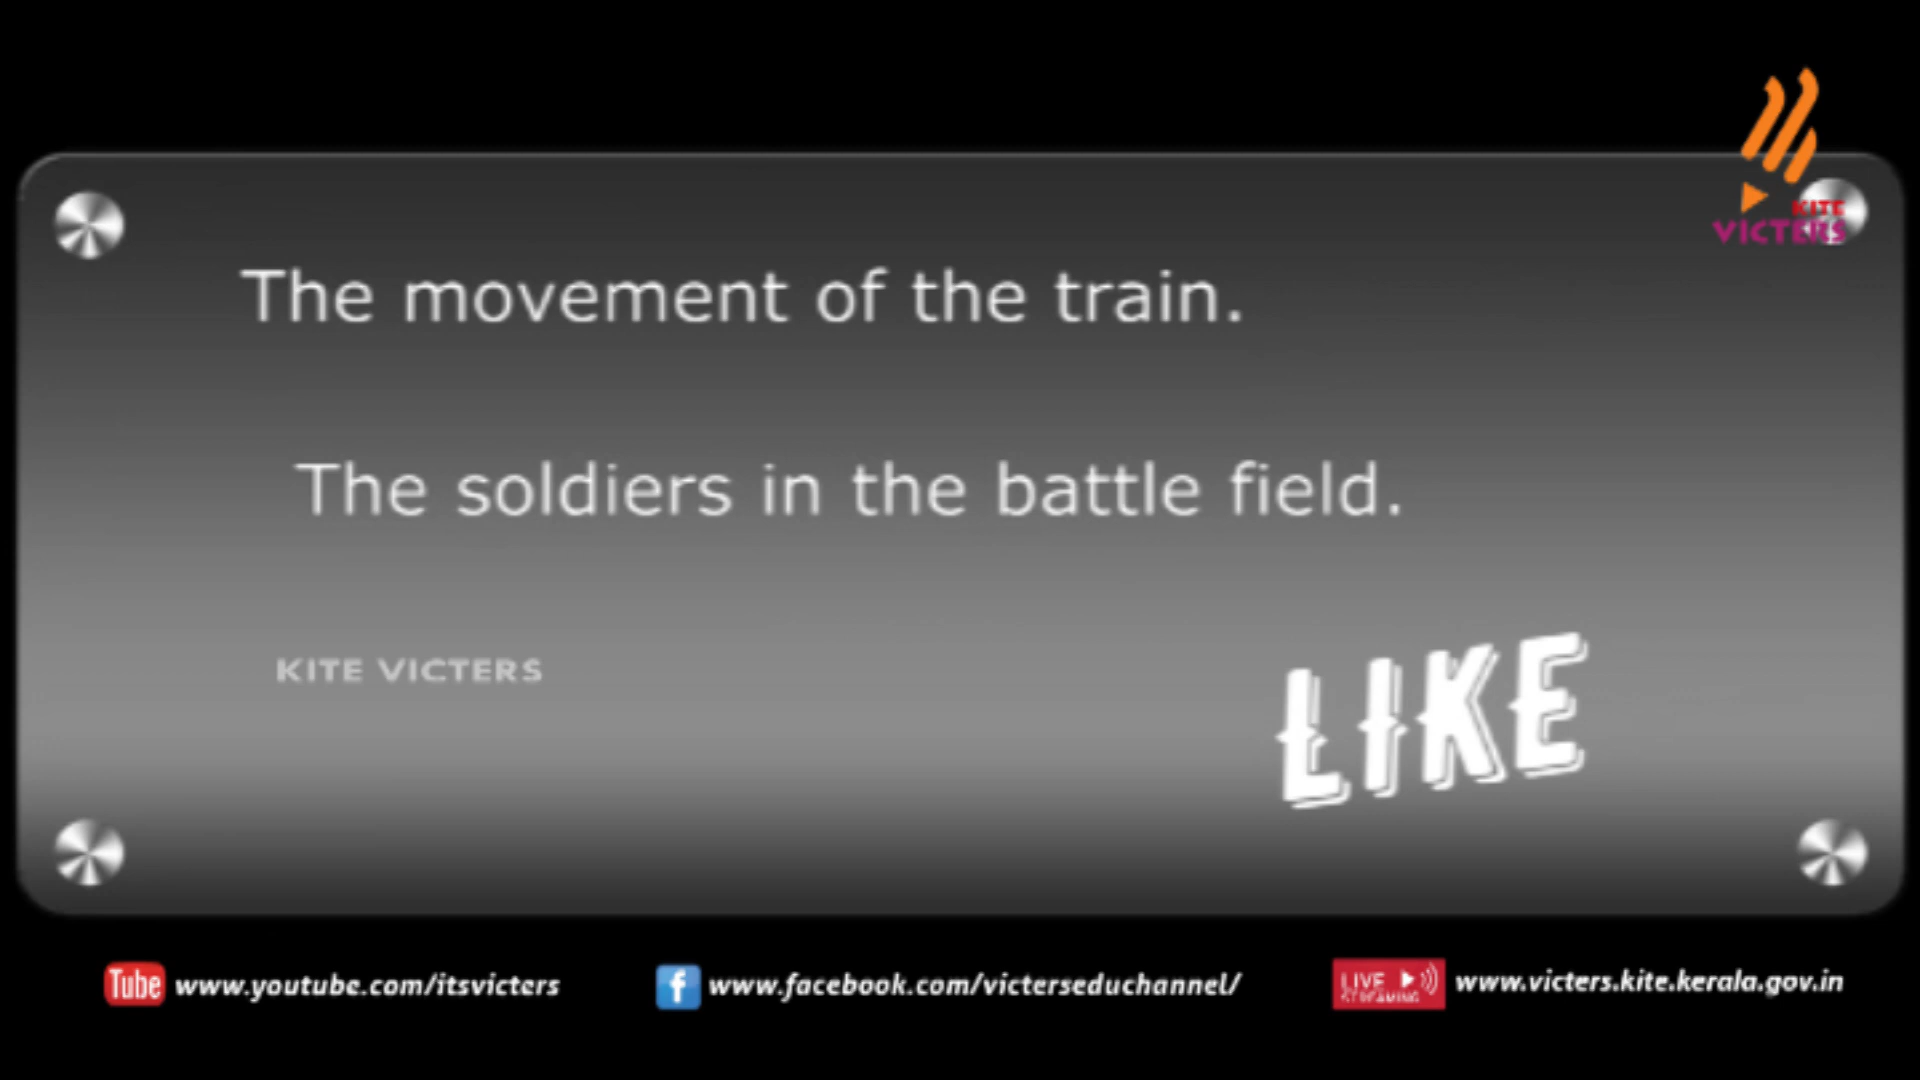 KITE
VICTERS
The movement of the train.
The soldiers in the battle field.
KITE VICTERS
LIKE
Tube www.youtube.com/itsvicters
f www.facebook.com/victerseduchannel/
LIVE STREAMING www.victers.kite.kerala.gov.in